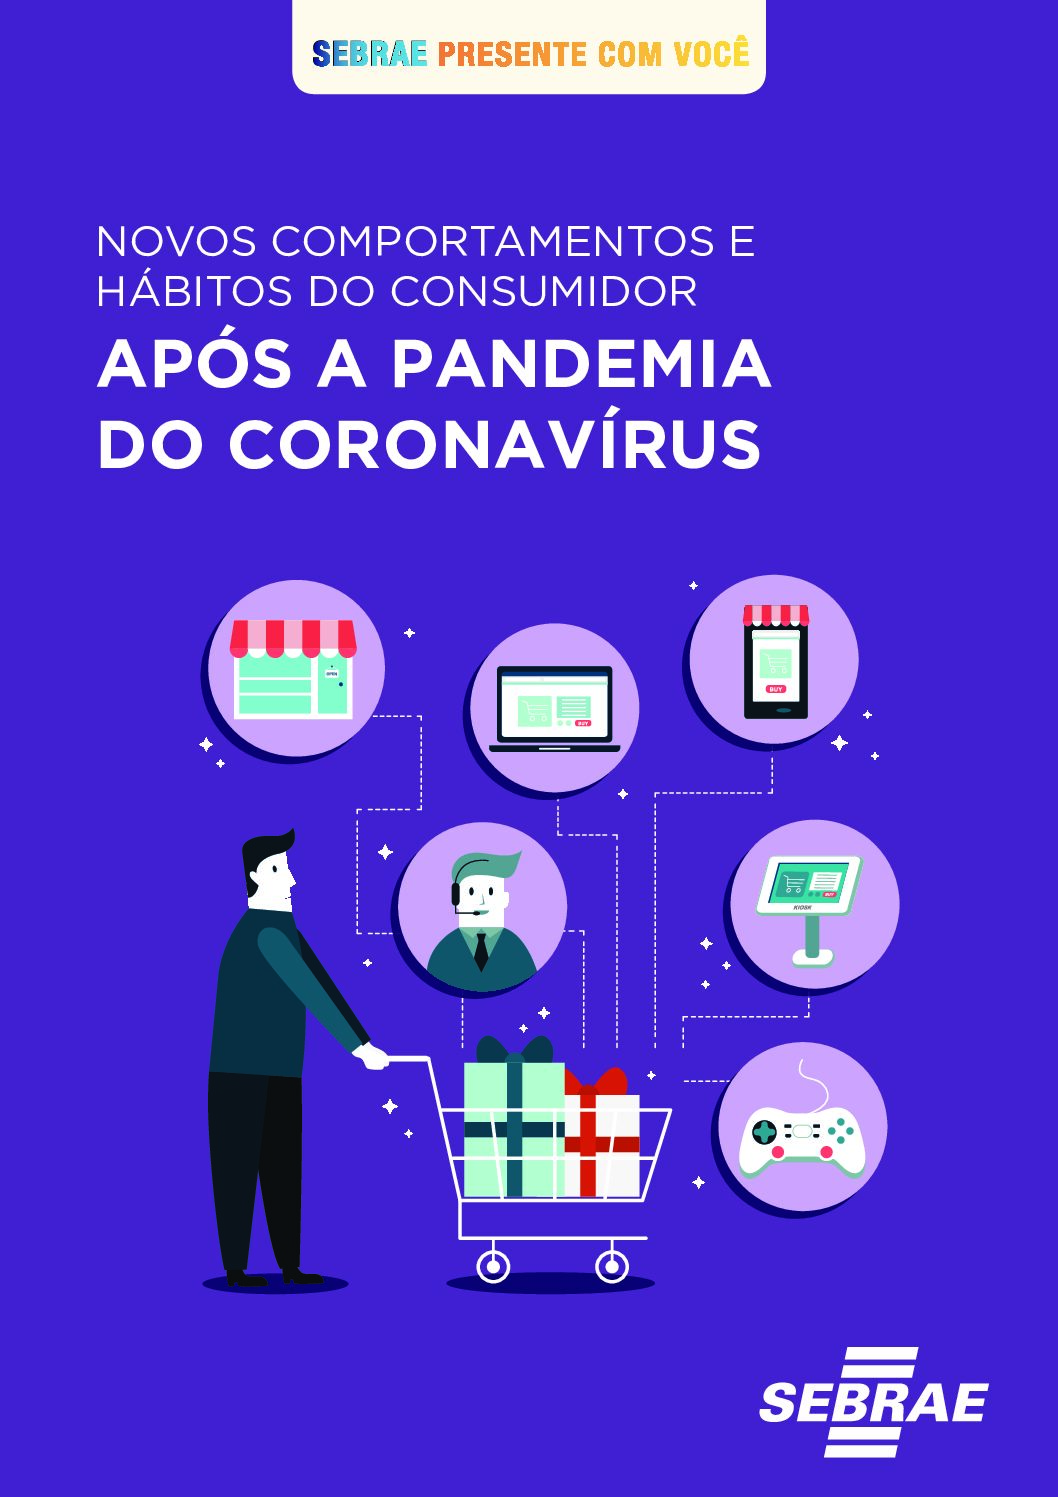 SEBRAE PRESENTE COM VOCÊ
NOVOS COMPORTAMENTOS E
HÁBITOS DO CONSUMIDOR
APÓS A PANDEMIA
DO CORONAVÍRUS
OPEN
BUY
BUY
BUY
KIOSK
SEBRAE